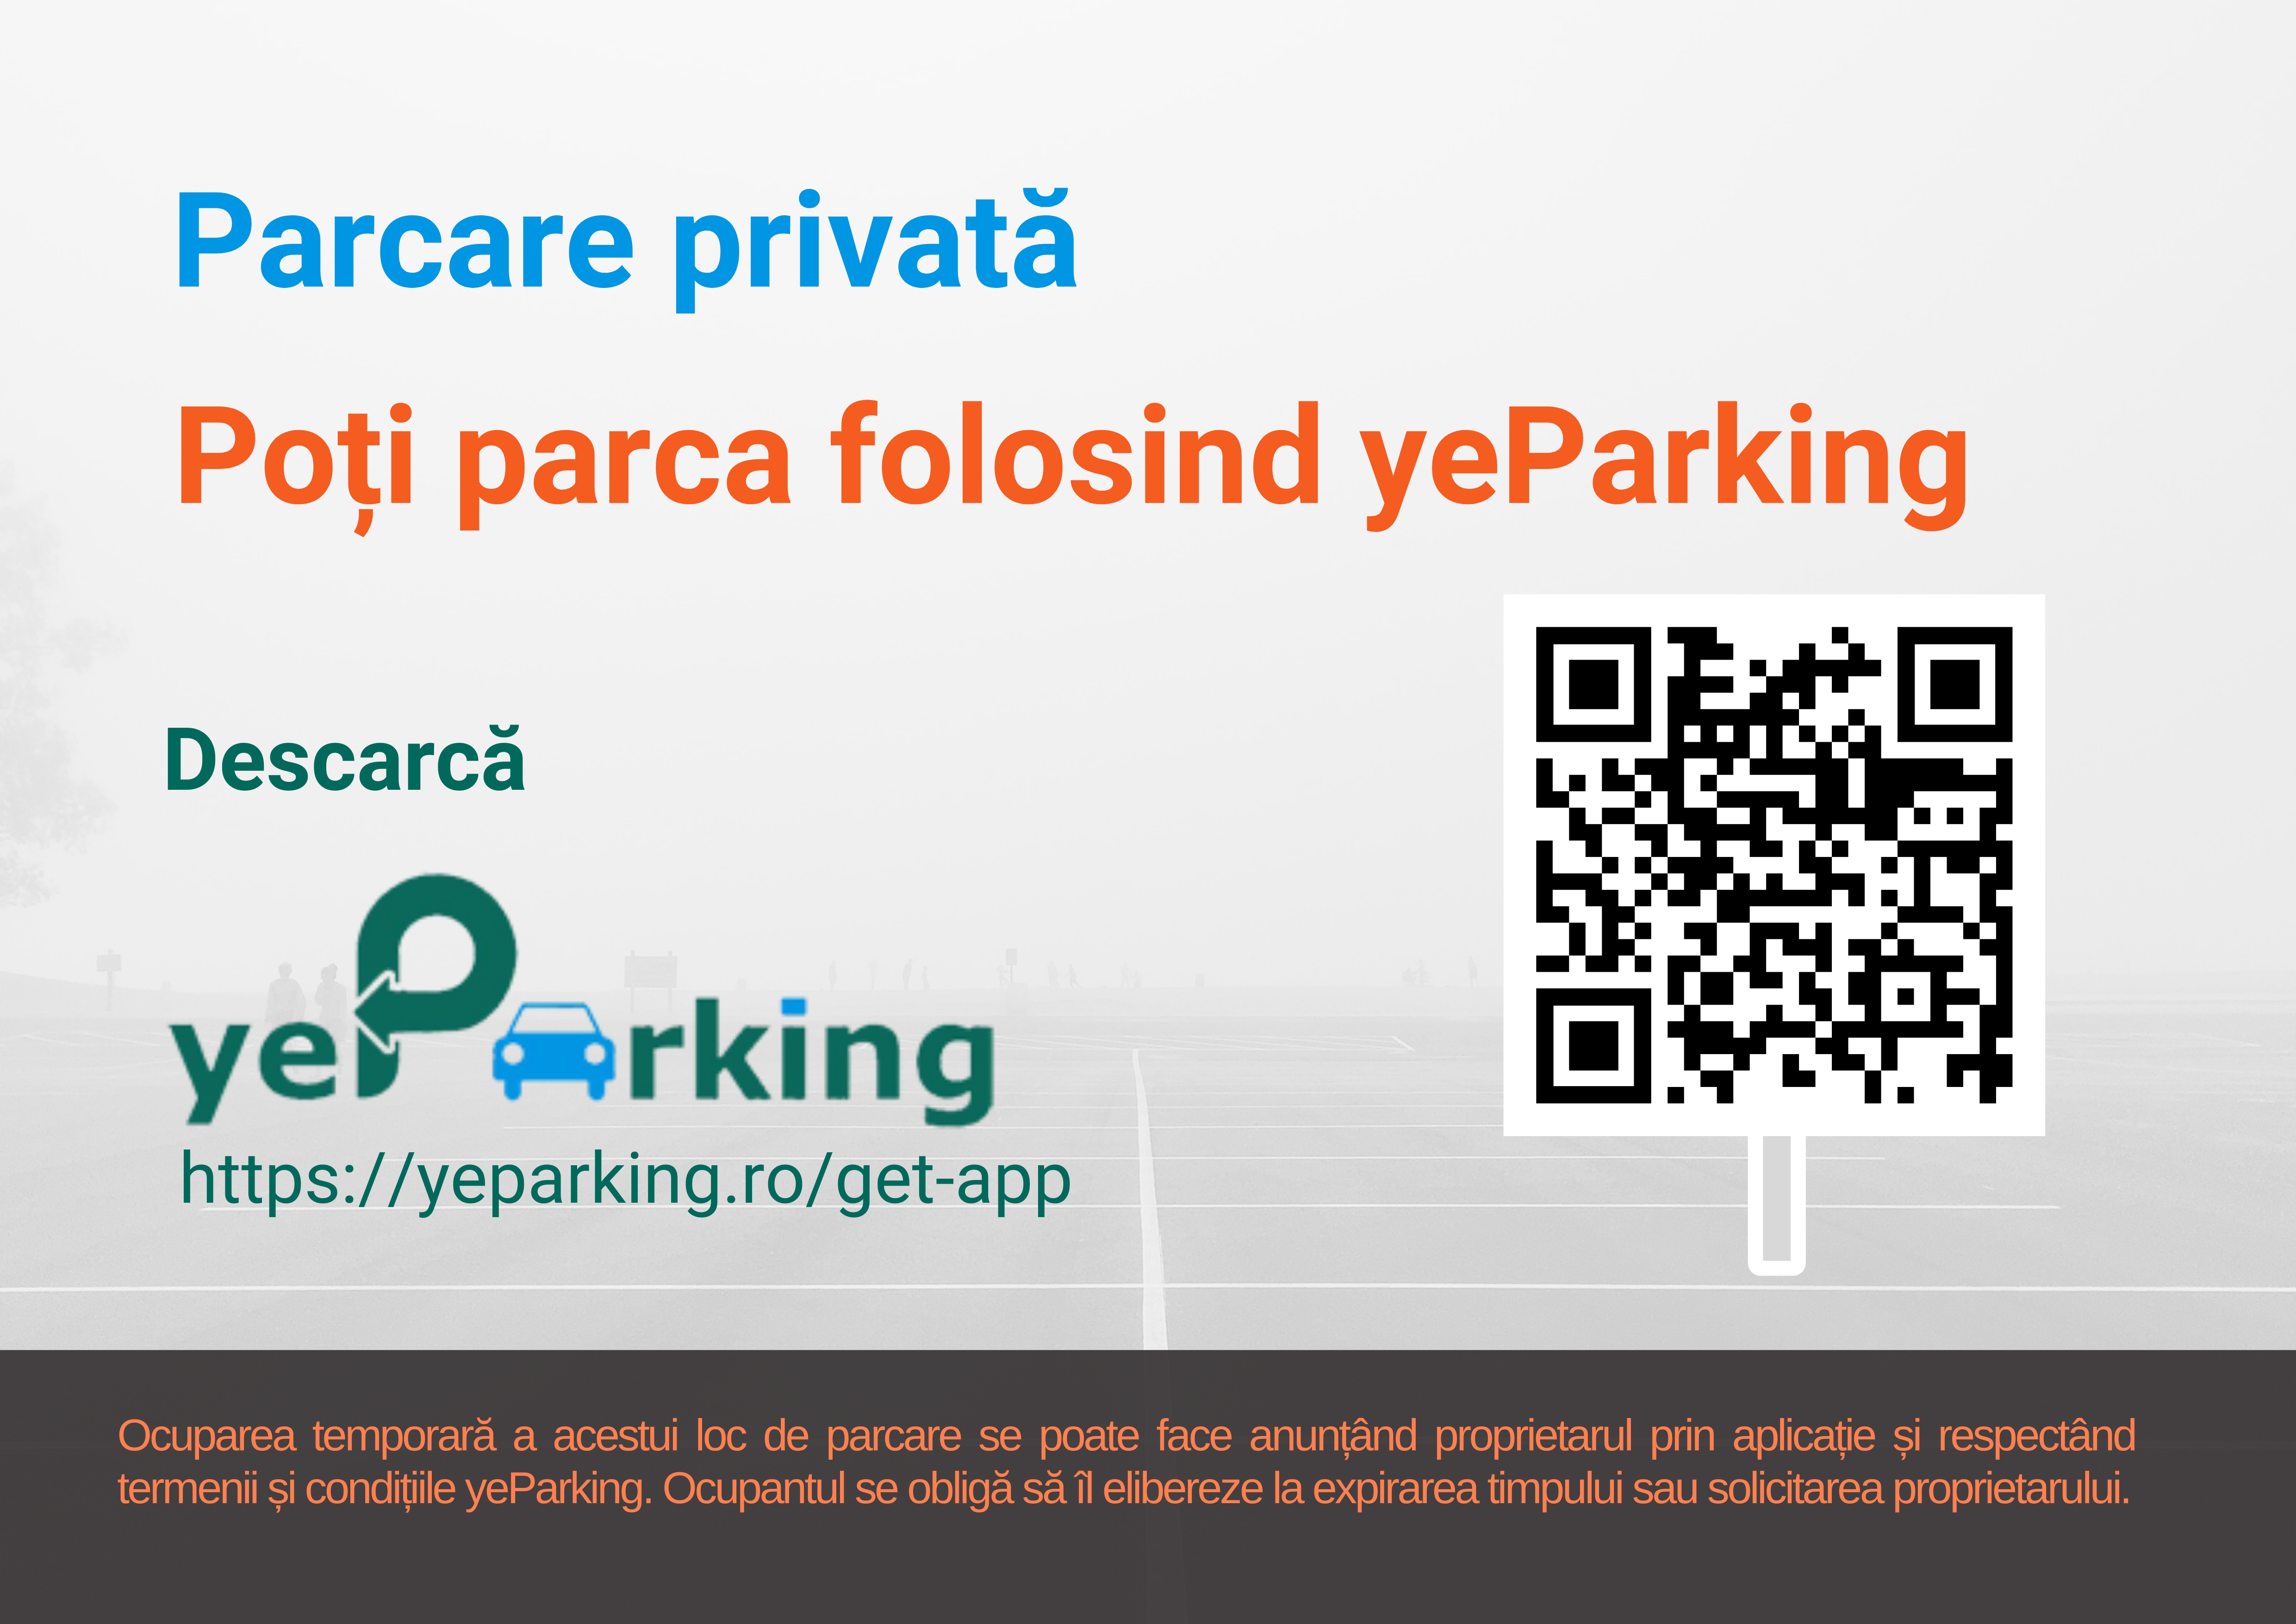 Parcare privată
Poți parca folosind yeParking
Descarcă
yeParking
https://yeparking.ro/get-app
Ocuparea temporară a acestui loc de parcare se poate face anunțând proprietarul prin aplicație și respectând
termenii și condițiile yeParking. Ocupantul se obligă să îl elibereze la expirarea timpului sau solicitarea proprietarului.